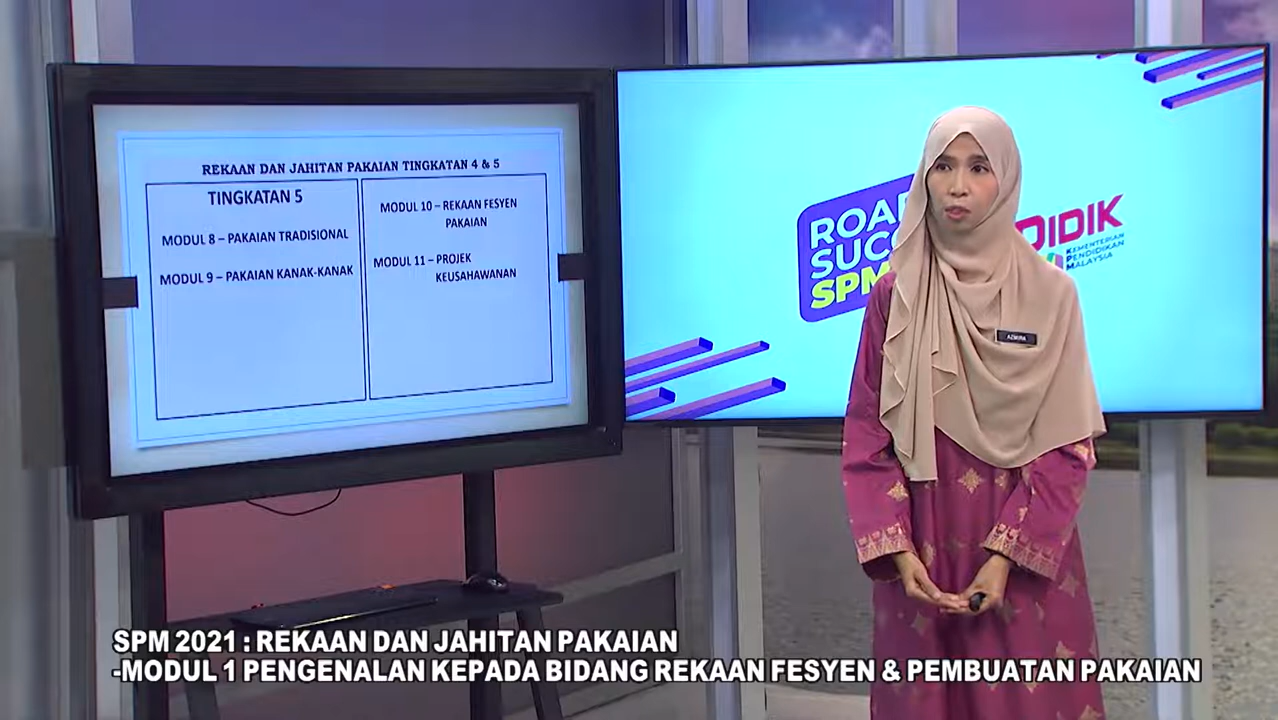 REKAAN DAN JAHITAN PAKAIAN TINGKATAN 4 & 5
TINGKATAN 5
MODUL 8 – PAKAIAN TRADISIONAL
MODUL 9 – PAKAIAN KANAK-KANAK
MODUL 10 – REKAAN FESYEN
PAKAIAN
MODUL 11 – PROJEK
KEUSAHAWANAN
SPM
DIDIK
KEMENTERIAN
PENDIDIKAN
MALAYSIA
AZMIRA
SPM 2021 : REKAAN DAN JAHITAN PAKAIAN
-MODUL 1 PENGENALAN KEPADA BIDANG REKAAN FESYEN & PEMBUATAN PAKAIAN